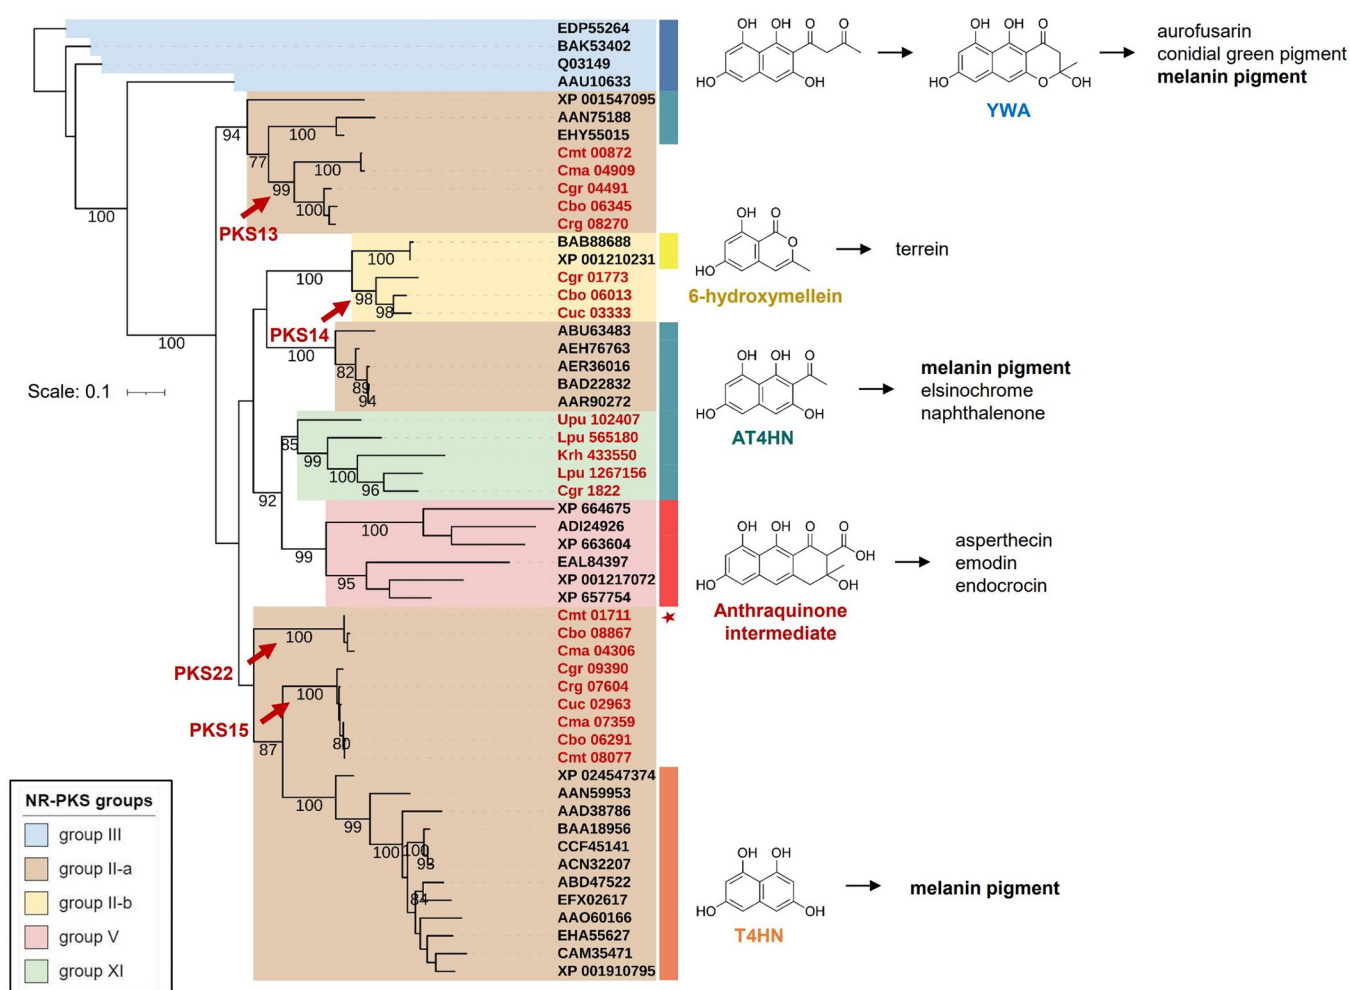 EDP55264
BAK53402
Q03149
AAU10633
XP 001547095
AAN75188
EHY55015
Cmt 00872
Cma 04909
Cgr 04491
Cbo 06345
Crg 08270
BAB88688
XP 001210231
Cgr 01773
Cbo 06013
Cuc 03333
ABU63483
AEH76763
AER36016
BAD22832
AAR90272
Upu 102407
Lpu 565180
Krh 433550
Lpu 1267156
Cgr 1822
XP 664675
ADI24926
XP 663604
EAL84397
XP 001217072
XP 657754
Cmt 01711
Cbo 08867
Cma 04306
Cgr 09390
Crg 07604
Cuc 02963
Cma 07359
Cbo 06291
Cmt 08077
XP 024547374
AAN59953
AAD38786
BAA18956
CCF45141
ACN32207
ABD47522
EFX02617
AAO60166
EHA55627
CAM35471
XP 001910795
94
100
77
100
99
100
100
PKS13
100
100
98
98
PKS14
100
100
82
89
94
Scale: 0.1
85
99
100
96
92
100
99
95
100
PKS22
100
PKS15
80
87
100
99
100
100
93
84
OH OH O O
HO OH
OH OH O
HO O OH
YWA
aurofusarin
conidial green pigment
melanin pigment
OH O
O
HO
6-hydroxymellein
terrein
OH OH O
HO OH
AT4HN
melanin pigment
elsinochrome
naphthalenone
OH OH O O
OH
HO OH
Anthraquinone
intermediate
asperthecin
emodin
endocrocin
OH OH
HO OH
T4HN
melanin pigment
NR-PKS groups
group III
group II-a
group II-b
group V
group XI